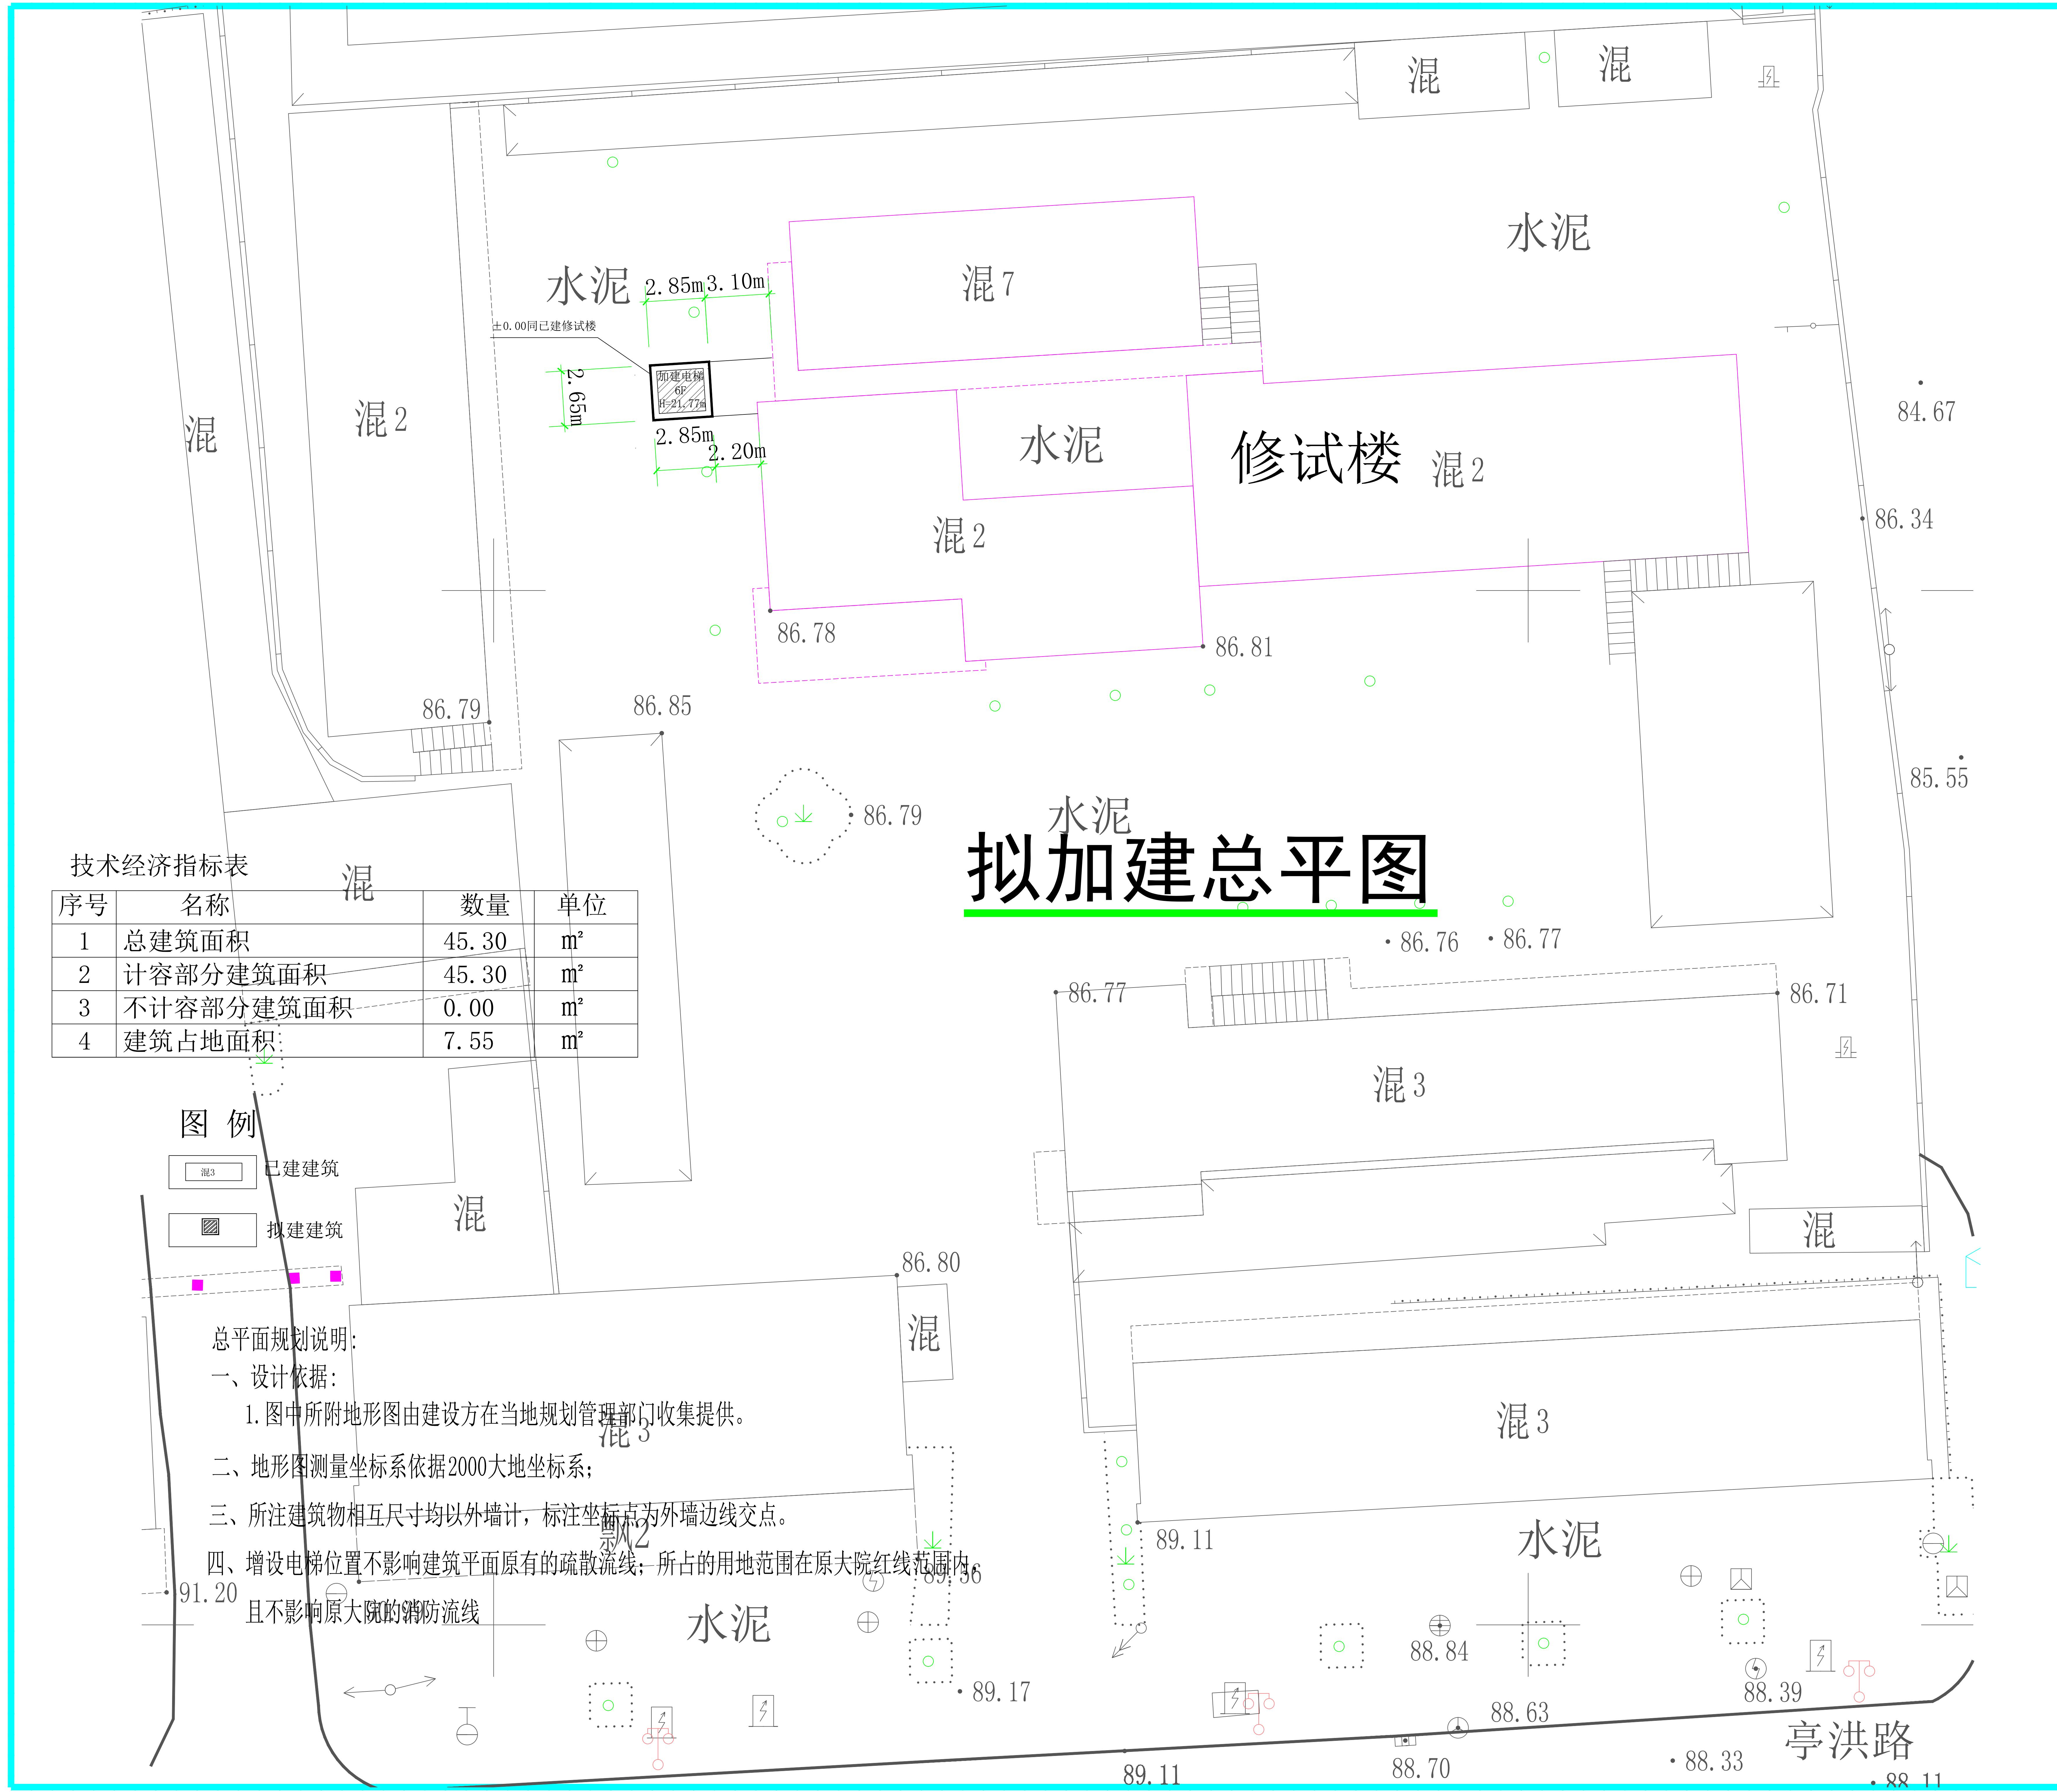 混
混
水泥
水泥
混7
2.85m 3.10m
±0.00同已建修试楼
加建电梯
6F
H=21.77m
2.65m
2.85m
2.20m
混
混2
84.67
水泥
修试楼
混2
86.34
混2
86.78
86.81
86.79
86.85
85.55
86.79
水泥
拟加建总平图
技术经济指标表
混
序号 名称 数量 单位
1 总建筑面积 45.30 m²
2 计容部分建筑面积 45.30 m²
3 不计容部分建筑面积 0.00 m²
4 建筑占地面积 7.55 m²
86.76
86.77
86.77
86.71
混3
图 例
混3 已建建筑
拟建建筑
混
混
86.80
混
总平面规划说明:
一、设计依据:
1.图中所附地形图由建设方在当地规划管理部门收集提供。
混3
混3
二、地形图测量坐标系依据2000大地坐标系;
三、所注建筑物相互尺寸均以外墙计,标注坐标点为外墙边线交点。
飘2
89.11
水泥
四、增设电梯位置不影响建筑平面原有的疏散流线;所占的用地范围在原大院红线范围内,
89.56
91.20
且不影响原大院的消防流线
水泥
88.84
89.17
88.39
88.63
亭洪路
89.11
88.70
88.33
88.11